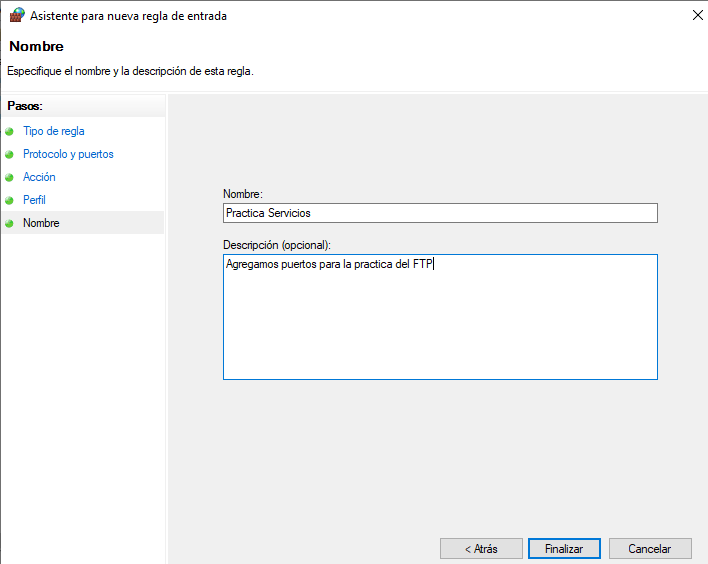 Asistente para nueva regla de entrada
Nombre
Especifique el nombre y la descripción de esta regla.
Pasos:
Tipo de regla
Protocolo y puertos
Acción
Perfil
Nombre
Nombre:
Practica Servicios
Descripción (opcional):
Agregamos puertos para la practica del FTP
< Atrás
Finalizar
Cancelar